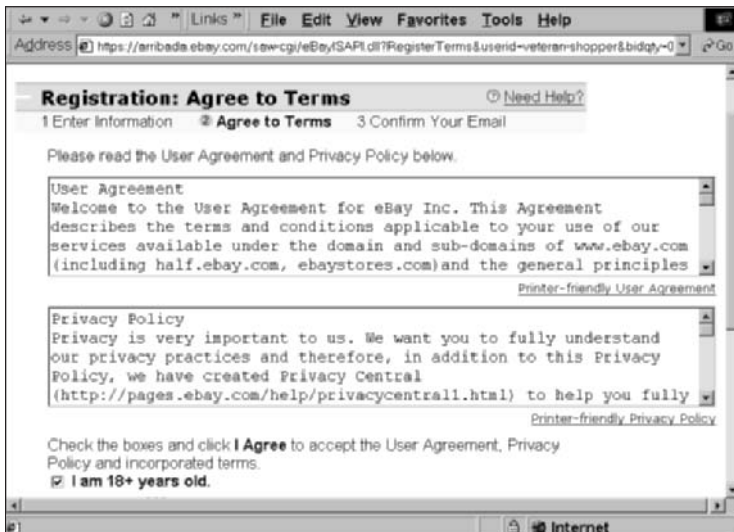 Links » File Edit View Favorites Tools Help
Address https://arribada.ebay.com/saw-cgi/eBayISAPI.dll?RegisterTerms&userid=veteran-shopper&bidqty=0 Go
Registration: Agree to Terms Need Help?
1 Enter Information 2 Agree to Terms 3 Confirm Your Email
Please read the User Agreement and Privacy Policy below.
User Agreement
Welcome to the User Agreement for eBay Inc. This Agreement
describes the terms and conditions applicable to your use of our
services available under the domain and sub-domains of www.ebay.com
(including half.ebay.com, ebaystores.com)and the general principles
Printer-friendly User Agreement
Privacy Policy
Privacy is very important to us. We want you to fully understand
our privacy practices and therefore, in addition to this Privacy
Policy, we have created Privacy Central
(http://pages.ebay.com/help/privacycentral1.html) to help you fully
Printer-friendly Privacy Policy
Check the boxes and click I Agree to accept the User Agreement, Privacy
Policy and incorporated terms.
I am 18+ years old.
Internet